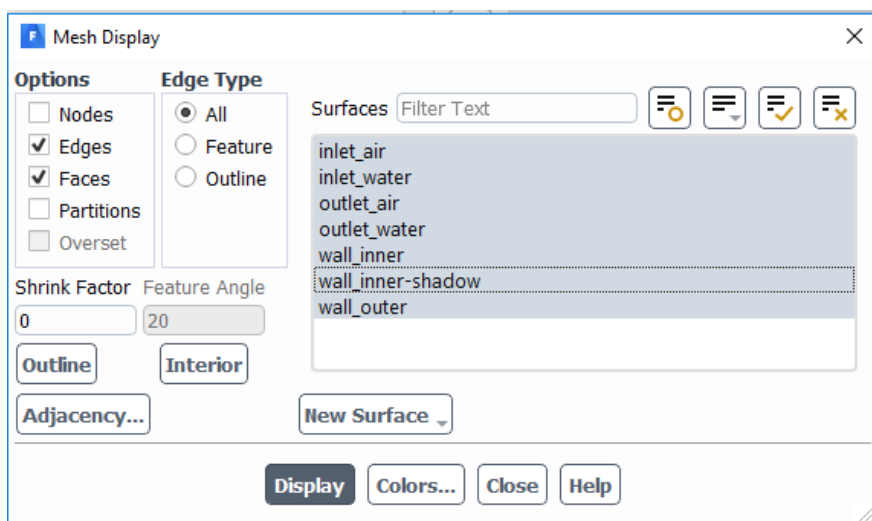 F Mesh Display
Options
Nodes
Edges
Faces
Partitions
Overset
Edge Type
All
Feature
Outline
Shrink Factor Feature Angle
0 20
Outline Interior
Adjacency...
Surfaces Filter Text
inlet_air
inlet_water
outlet_air
outlet_water
wall_inner
wall_inner-shadow
wall_outer
New Surface
Display Colors... Close Help